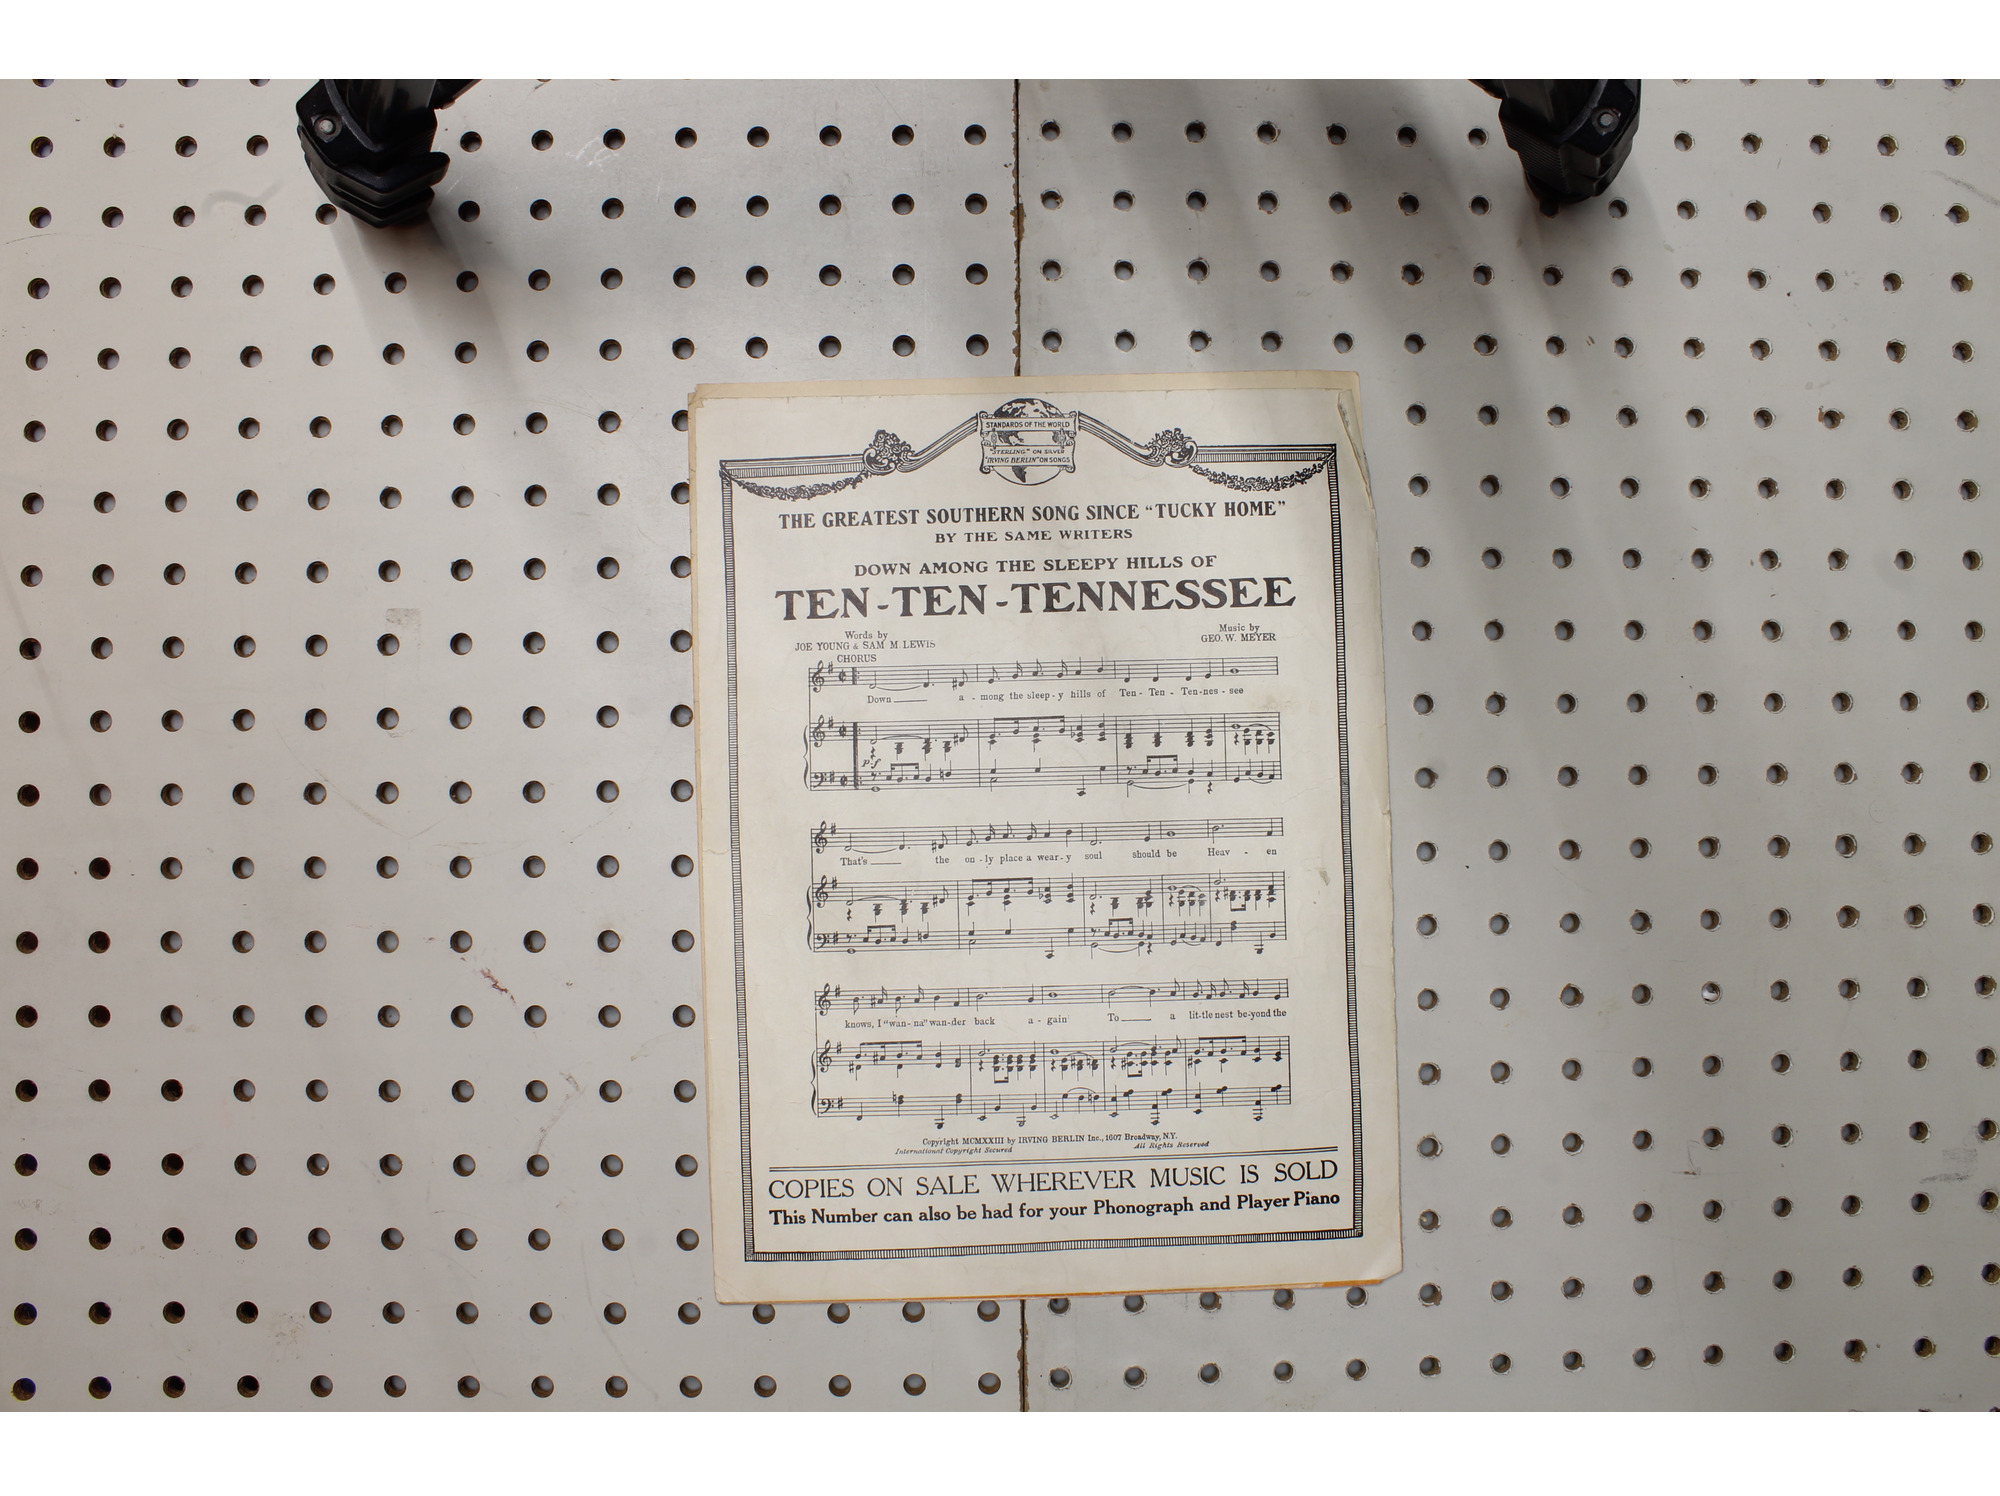 STANDARDS OF THE WORLD
"STERLING" ON SILVER
"IRVING BERLIN" ON SONGS
THE GREATEST SOUTHERN SONG SINCE "TUCKY HOME"
BY THE SAME WRITERS
DOWN AMONG THE SLEEPY HILLS OF
TEN-TEN-TENNESSEE
Words by
JOE YOUNG & SAM M. LEWIS
Music by
GEO. W. MEYER
CHORUS
Down a - mong the sleep - y hills of Ten - Ten - Ten-nes - see
p-f
That's the on - ly place a wear - y soul should be Heav - en
knows, I "wan - na" wan-der back a - gain To a lit-tle nest be-yond the
Copyright MCMXXIII by IRVING BERLIN Inc., 1607 Broadway, N.Y.
International Copyright Secured All Rights Reserved
COPIES ON SALE WHEREVER MUSIC IS SOLD
This Number can also be had for your Phonograph and Player Piano